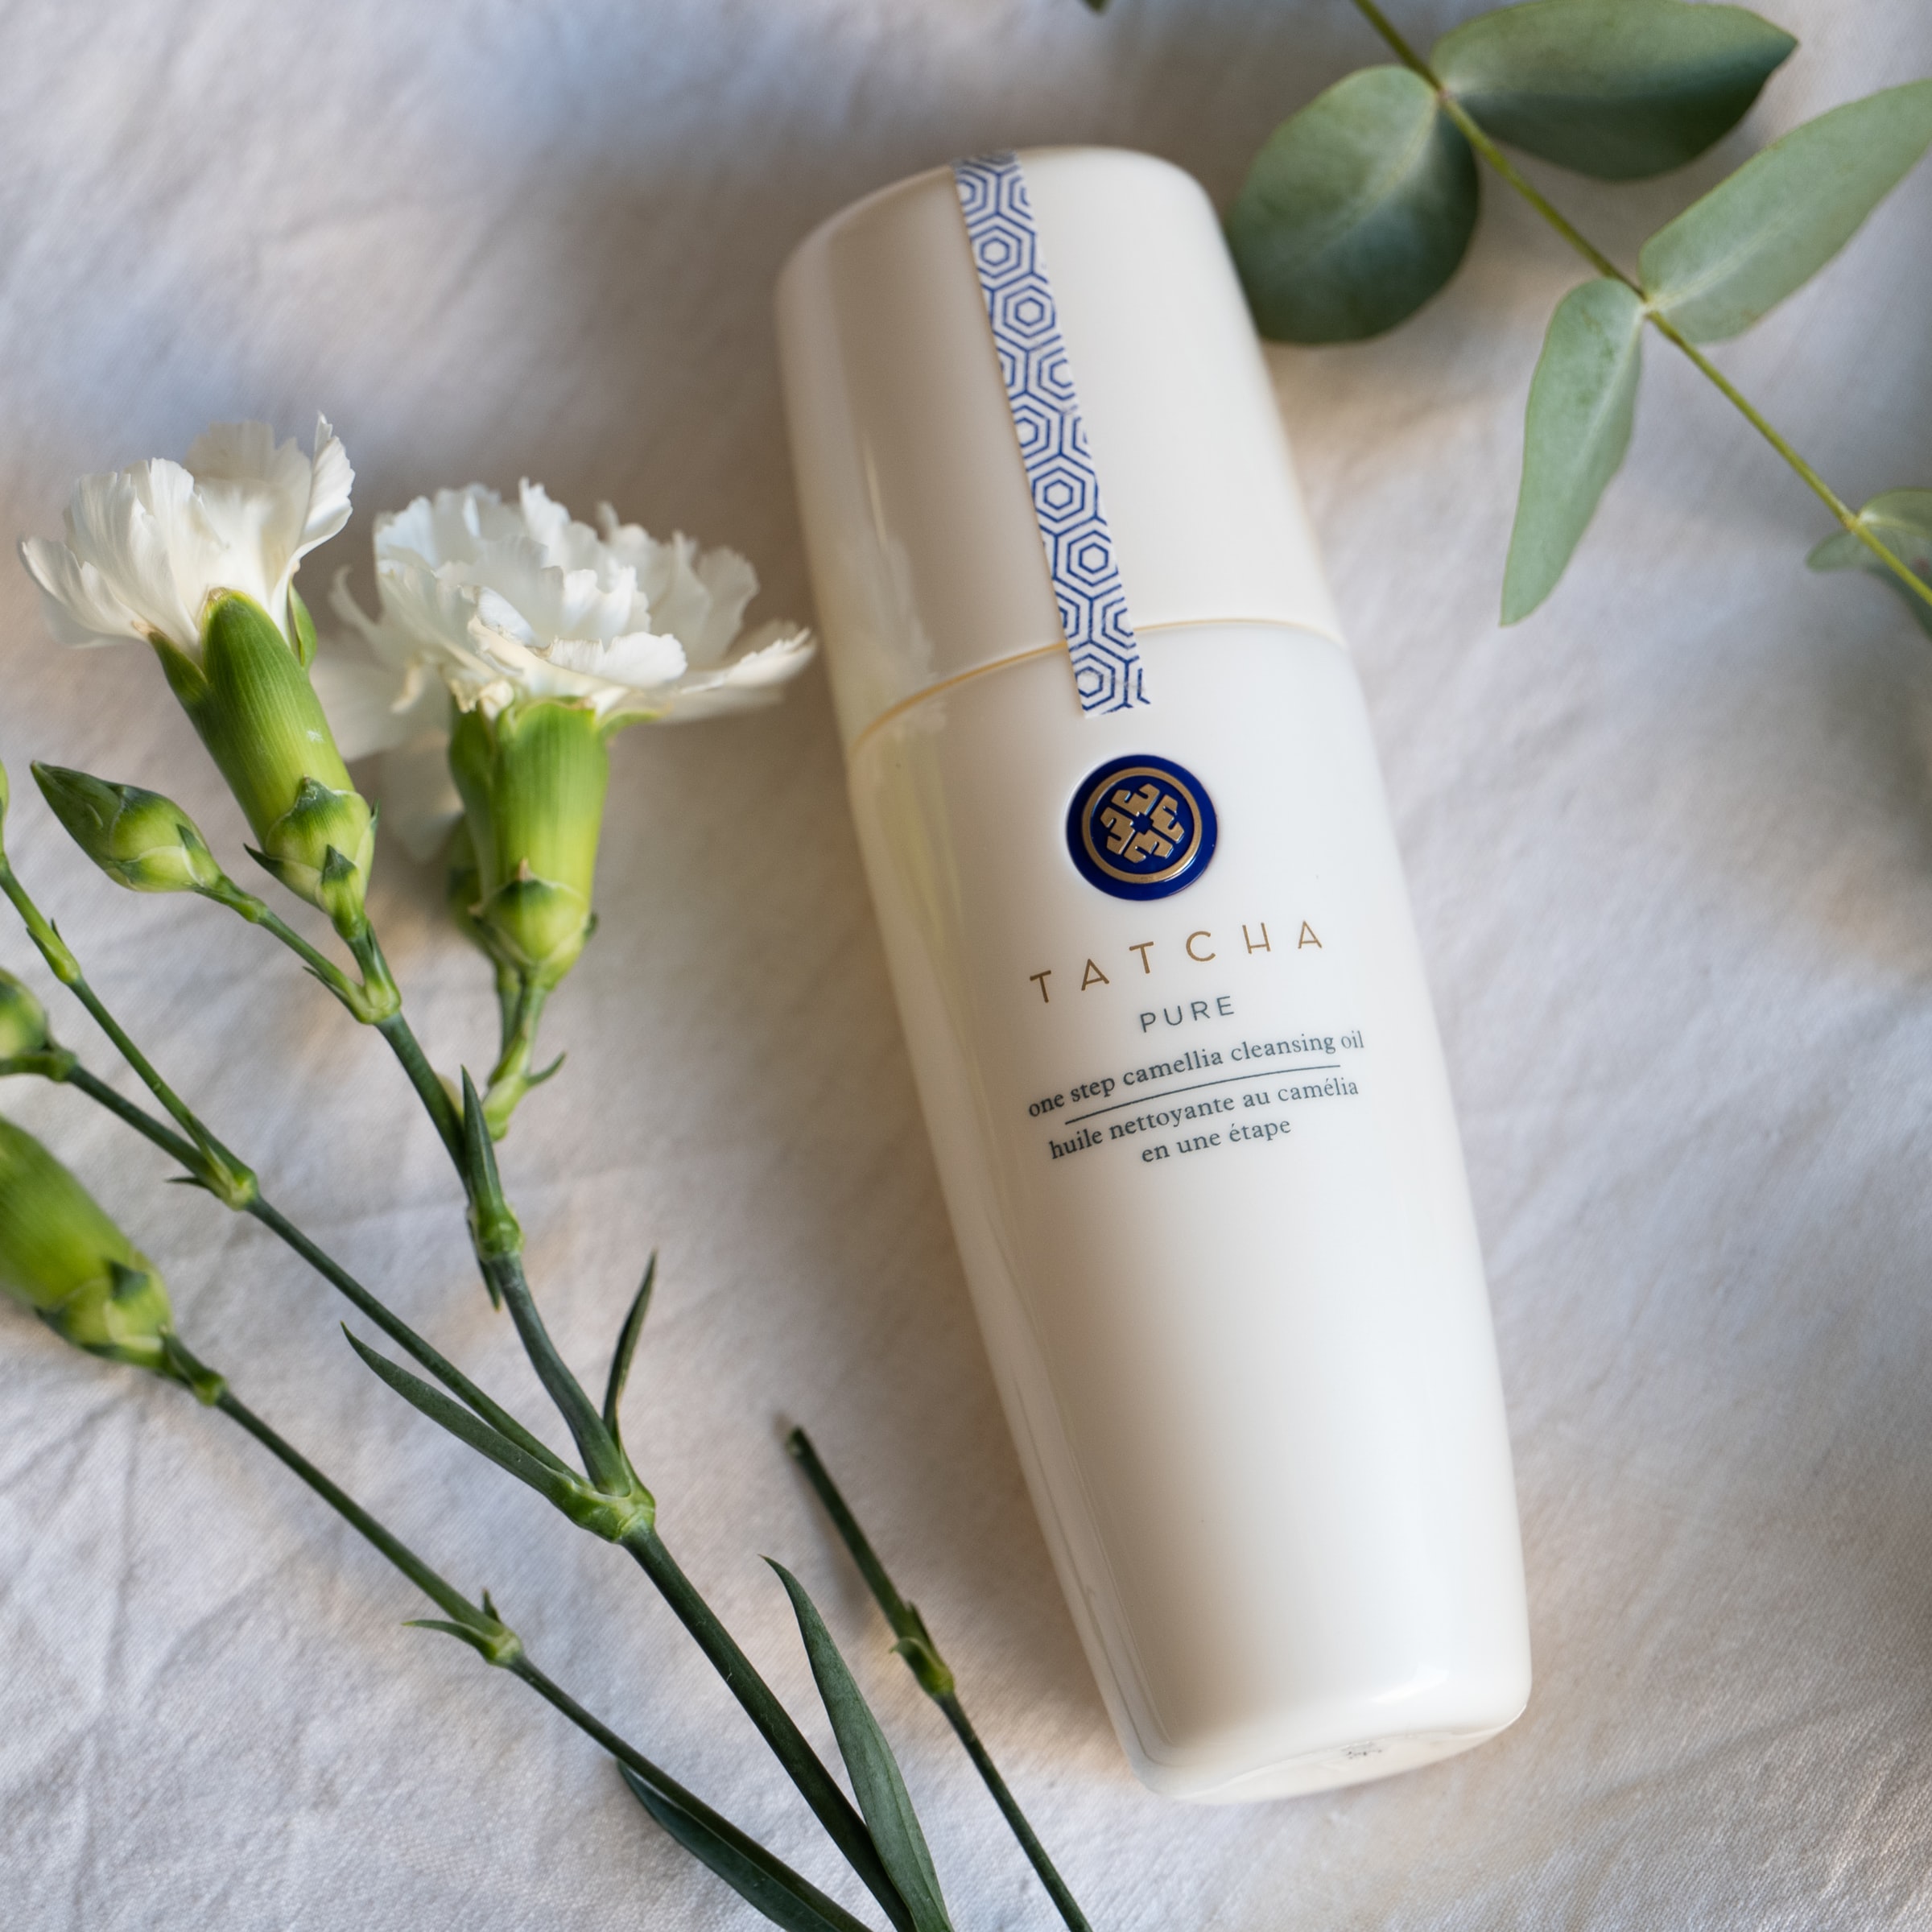 TATCHA
PURE
one step camellia cleansing oil
huile nettoyante au camélia
en une étape